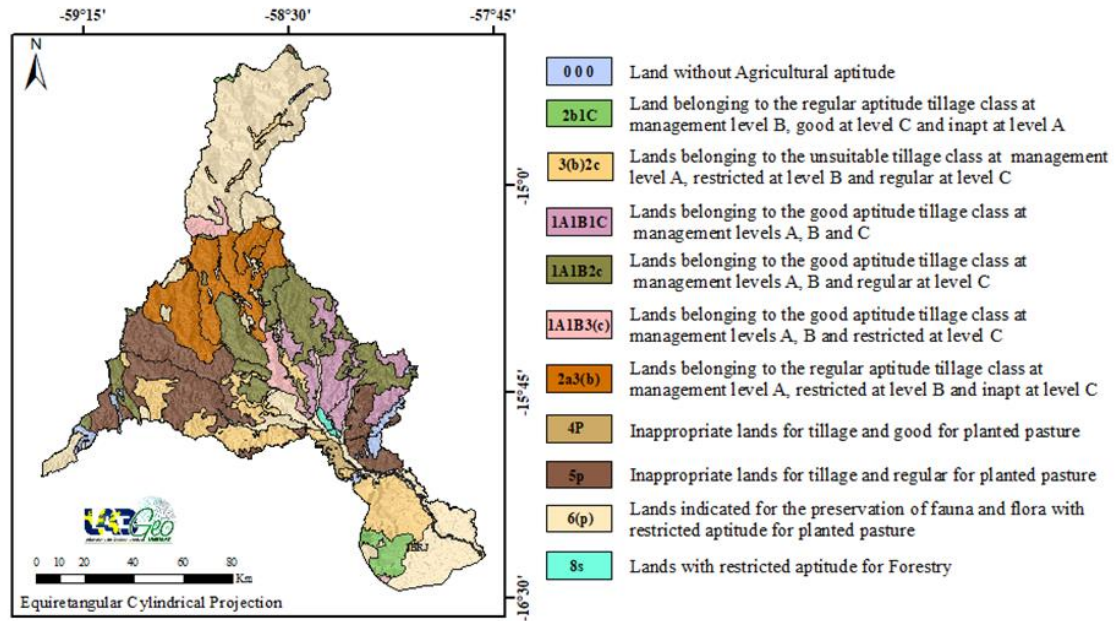 -59°15'
-58°30'
-57°45'
N
-15°0'
-15°45'
-16°30'
LABGeo
JBRJ
0 10 20 40 60 80
Km
Equiretangular Cylindrical Projection
0 0 0 Land without Agricultural aptitude
2b1C Land belonging to the regular aptitude tillage class at
management level B, good at level C and inapt at level A
3(b)2c Lands belonging to the unsuitable tillage class at management
level A, restricted at level B and regular at level C
1A1B1C Lands belonging to the good aptitude tillage class at
management levels A, B and C
1A1B2c Lands belonging to the good aptitude tillage class at
management levels A, B and regular at level C
1A1B3(c) Lands belonging to the good aptitude tillage class at
management levels A, B and restricted at level C
2a3(b) Lands belonging to the regular aptitude tillage class at
management level A, restricted at level B and inapt at level C
4P Inappropriate lands for tillage and good for planted pasture
5p Inappropriate lands for tillage and regular for planted pasture
6(p) Lands indicated for the preservation of fauna and flora with
restricted aptitude for planted pasture
8s Lands with restricted aptitude for Forestry